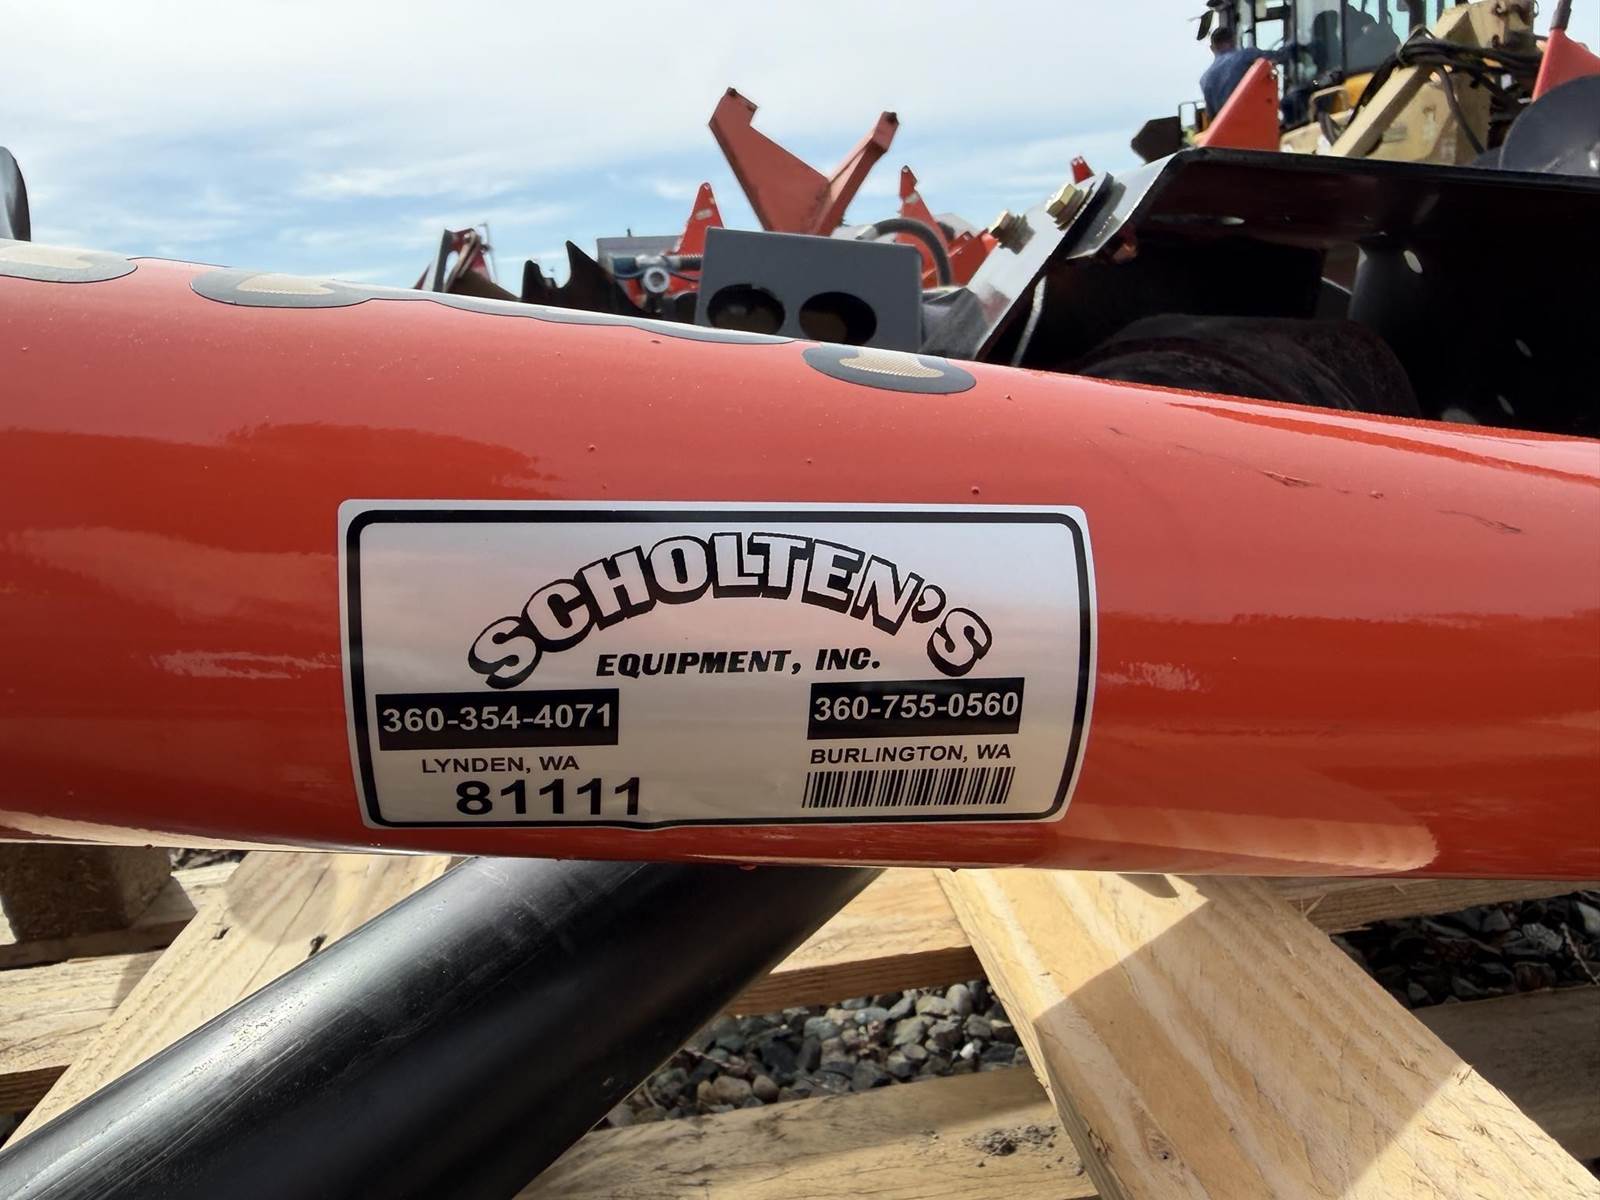 SCHOLTEN'S
EQUIPMENT, INC.
360-354-4071
360-755-0560
LYNDEN, WA
BURLINGTON, WA
81111